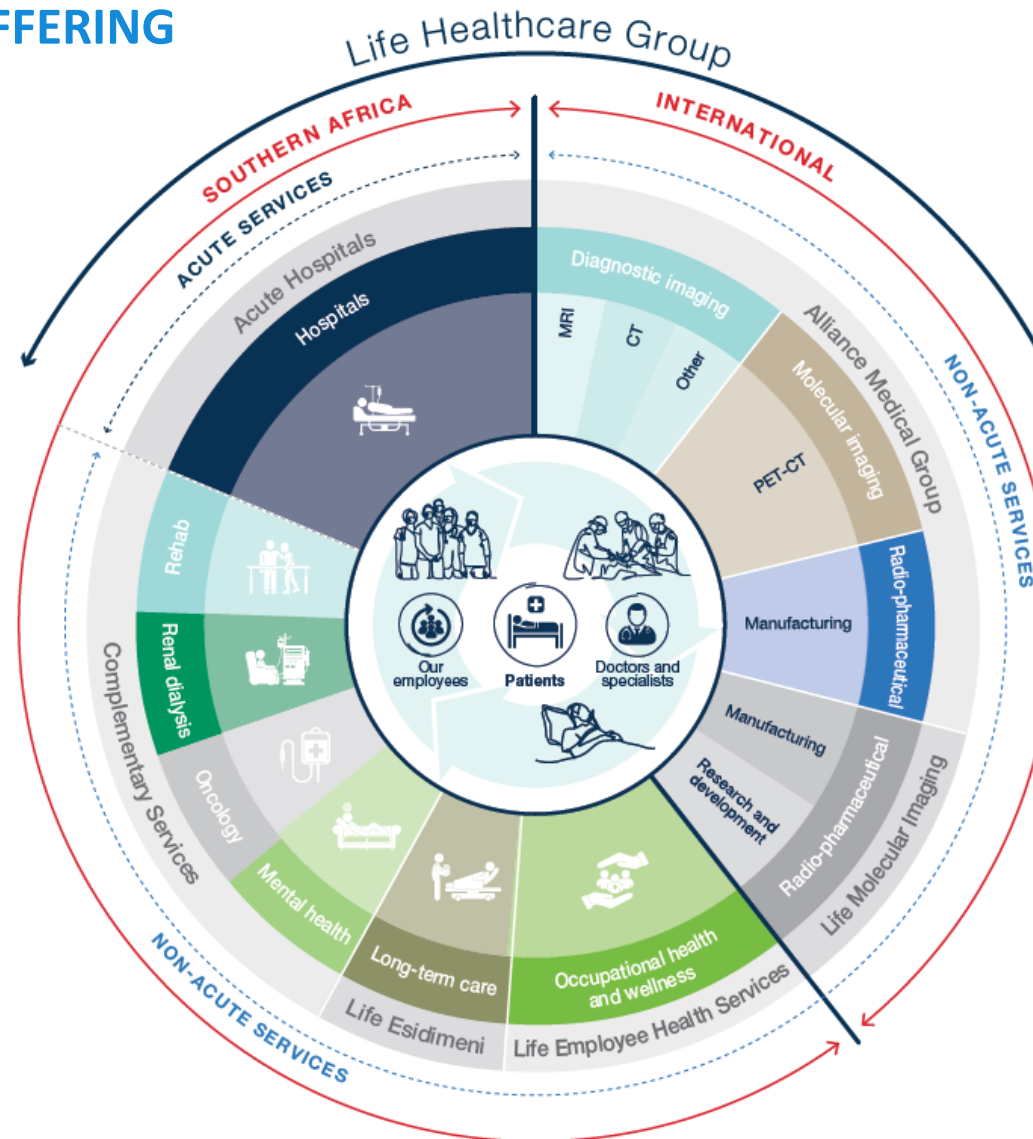 FFERING
Life Healthcare Group
SOUTHERN AFRICA
INTERNATIONAL
ACUTE SERVICES
NON-ACUTE SERVICES
Acute Hospitals
Hospitals
Diagnostic imaging
MRI
CT
Other
Alliance Medical Group
Molecular imaging
PET-CT
Radio-pharmaceutical
Manufacturing
Manufacturing
Research and
development
Radio-pharmaceutical
Life Molecular Imaging
Rehab
Renal dialysis
Oncology
Mental health
Complementary Services
Long-term care
Life Esidimeni
Occupational health
and wellness
Life Employee Health Services
NON-ACUTE SERVICES
Our
employees
Patients
Doctors and
specialists